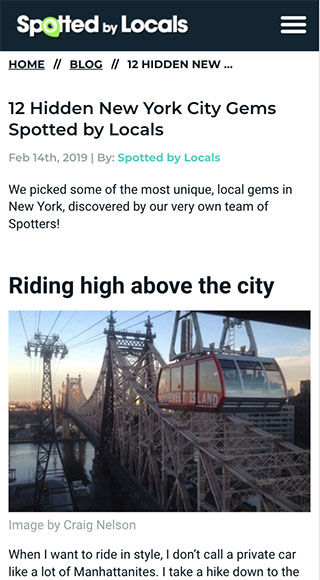 Spotted by Locals
HOME // BLOG // 12 HIDDEN NEW ...
12 Hidden New York City Gems
Spotted by Locals
Feb 14th, 2019 | By: Spotted by Locals
We picked some of the most unique, local gems in
New York, discovered by our very own team of
Spotters!
Riding high above the city
ROOSEVELT ISLAND
Image by Craig Nelson
When I want to ride in style, I don't call a private car
like a lot of Manhattanites. I take a hike down to the